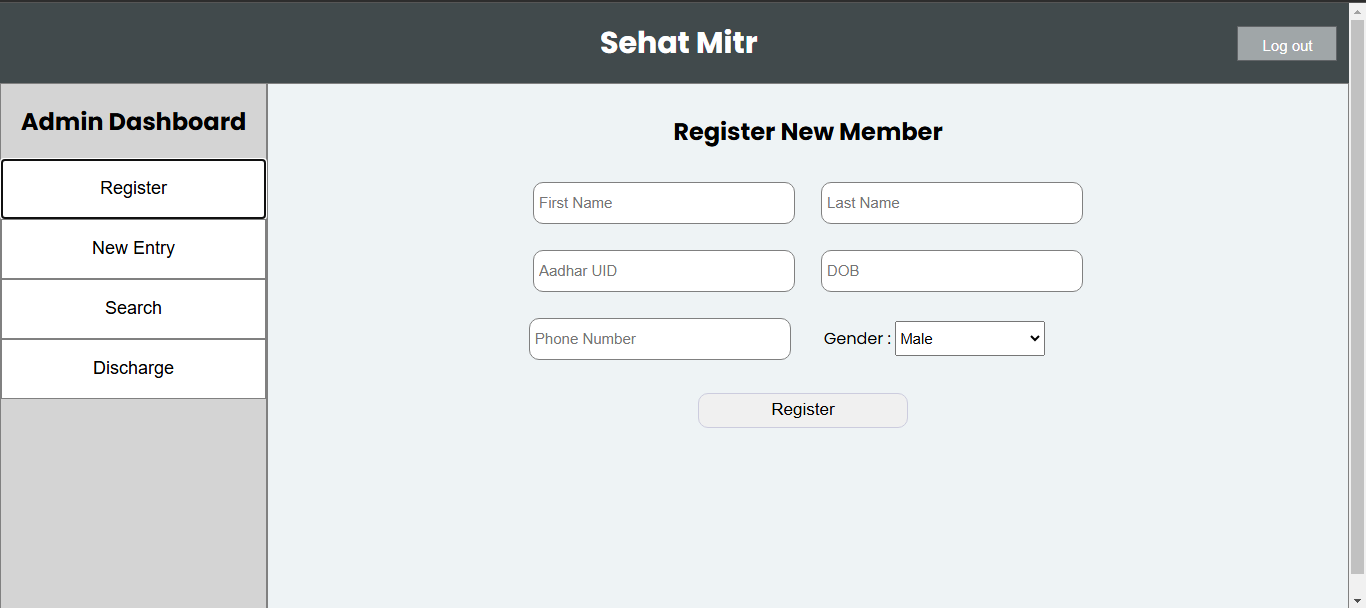 Sehat Mitr
Log out
Admin Dashboard
Register
New Entry
Search
Discharge
Register New Member
First Name
Last Name
Aadhar UID
DOB
Phone Number
Gender : Male
Register